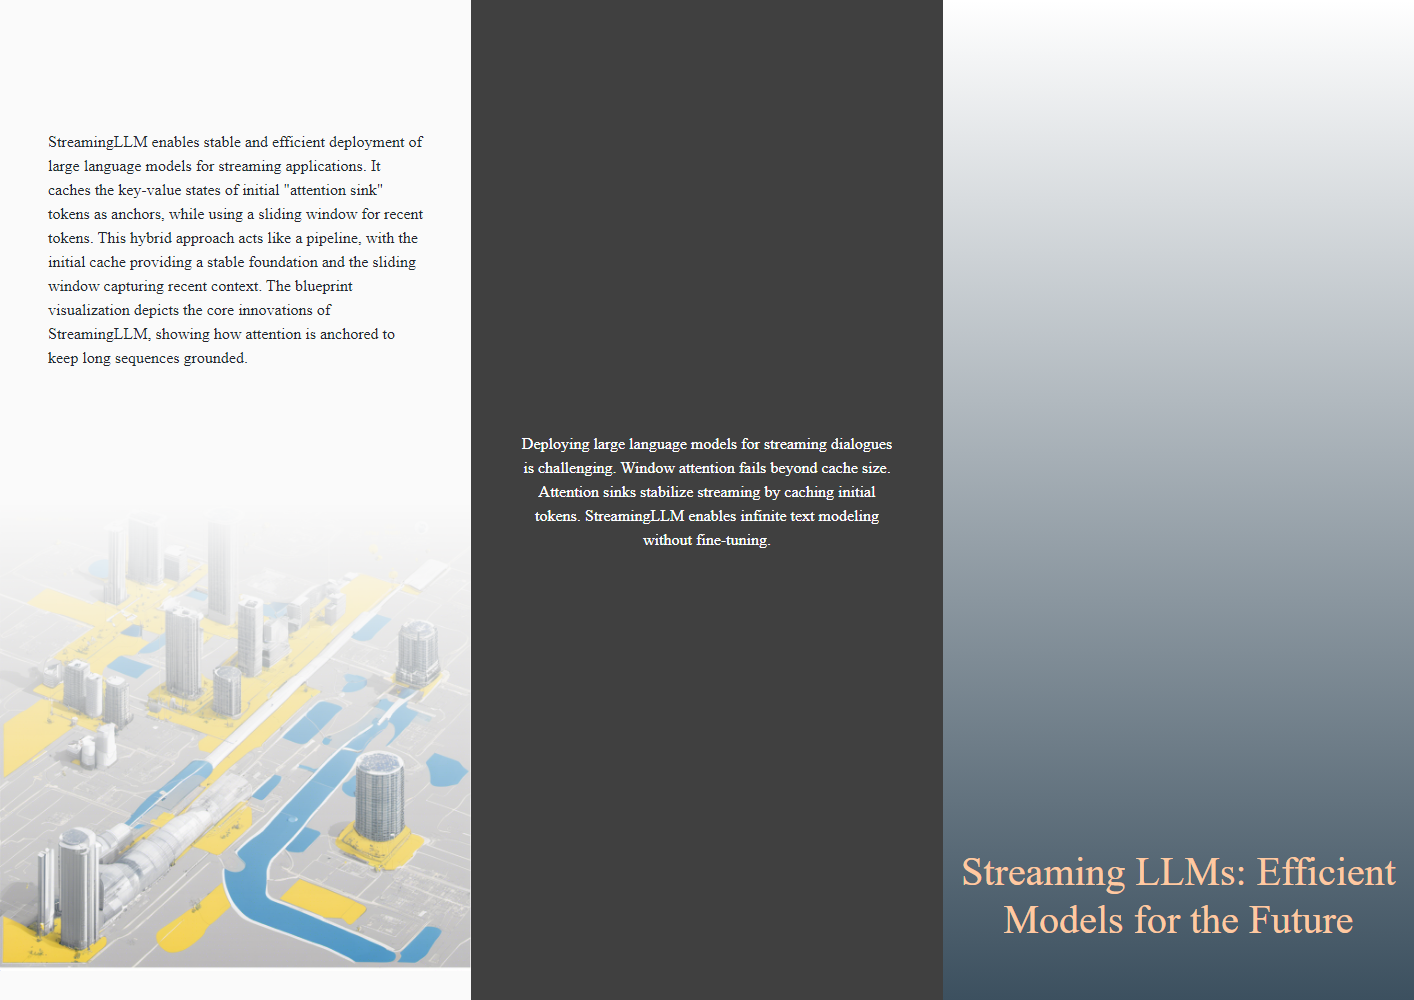 StreamingLLM enables stable and efficient deployment of
large language models for streaming applications. It
caches the key-value states of initial "attention sink"
tokens as anchors, while using a sliding window for recent
tokens. This hybrid approach acts like a pipeline, with the
initial cache providing a stable foundation and the sliding
window capturing recent context. The blueprint
visualization depicts the core innovations of
StreamingLLM, showing how attention is anchored to
keep long sequences grounded.
Deploying large language models for streaming dialogues
is challenging. Window attention fails beyond cache size.
Attention sinks stabilize streaming by caching initial
tokens. StreamingLLM enables infinite text modeling
without fine-tuning.
Streaming LLMs: Efficient
Models for the Future